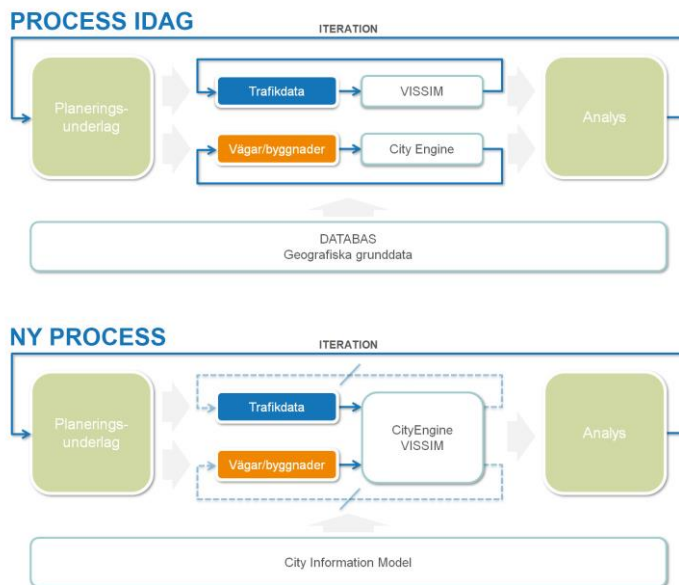 PROCESS IDAG
ITERATION
Planerings-
underlag
Trafikdata
VISSIM
Vägar/byggnader
City Engine
Analys
DATABAS
Geografiska grunddata
NY PROCESS
ITERATION
Planerings-
underlag
Trafikdata
Vägar/byggnader
CityEngine
VISSIM
Analys
City Information Model